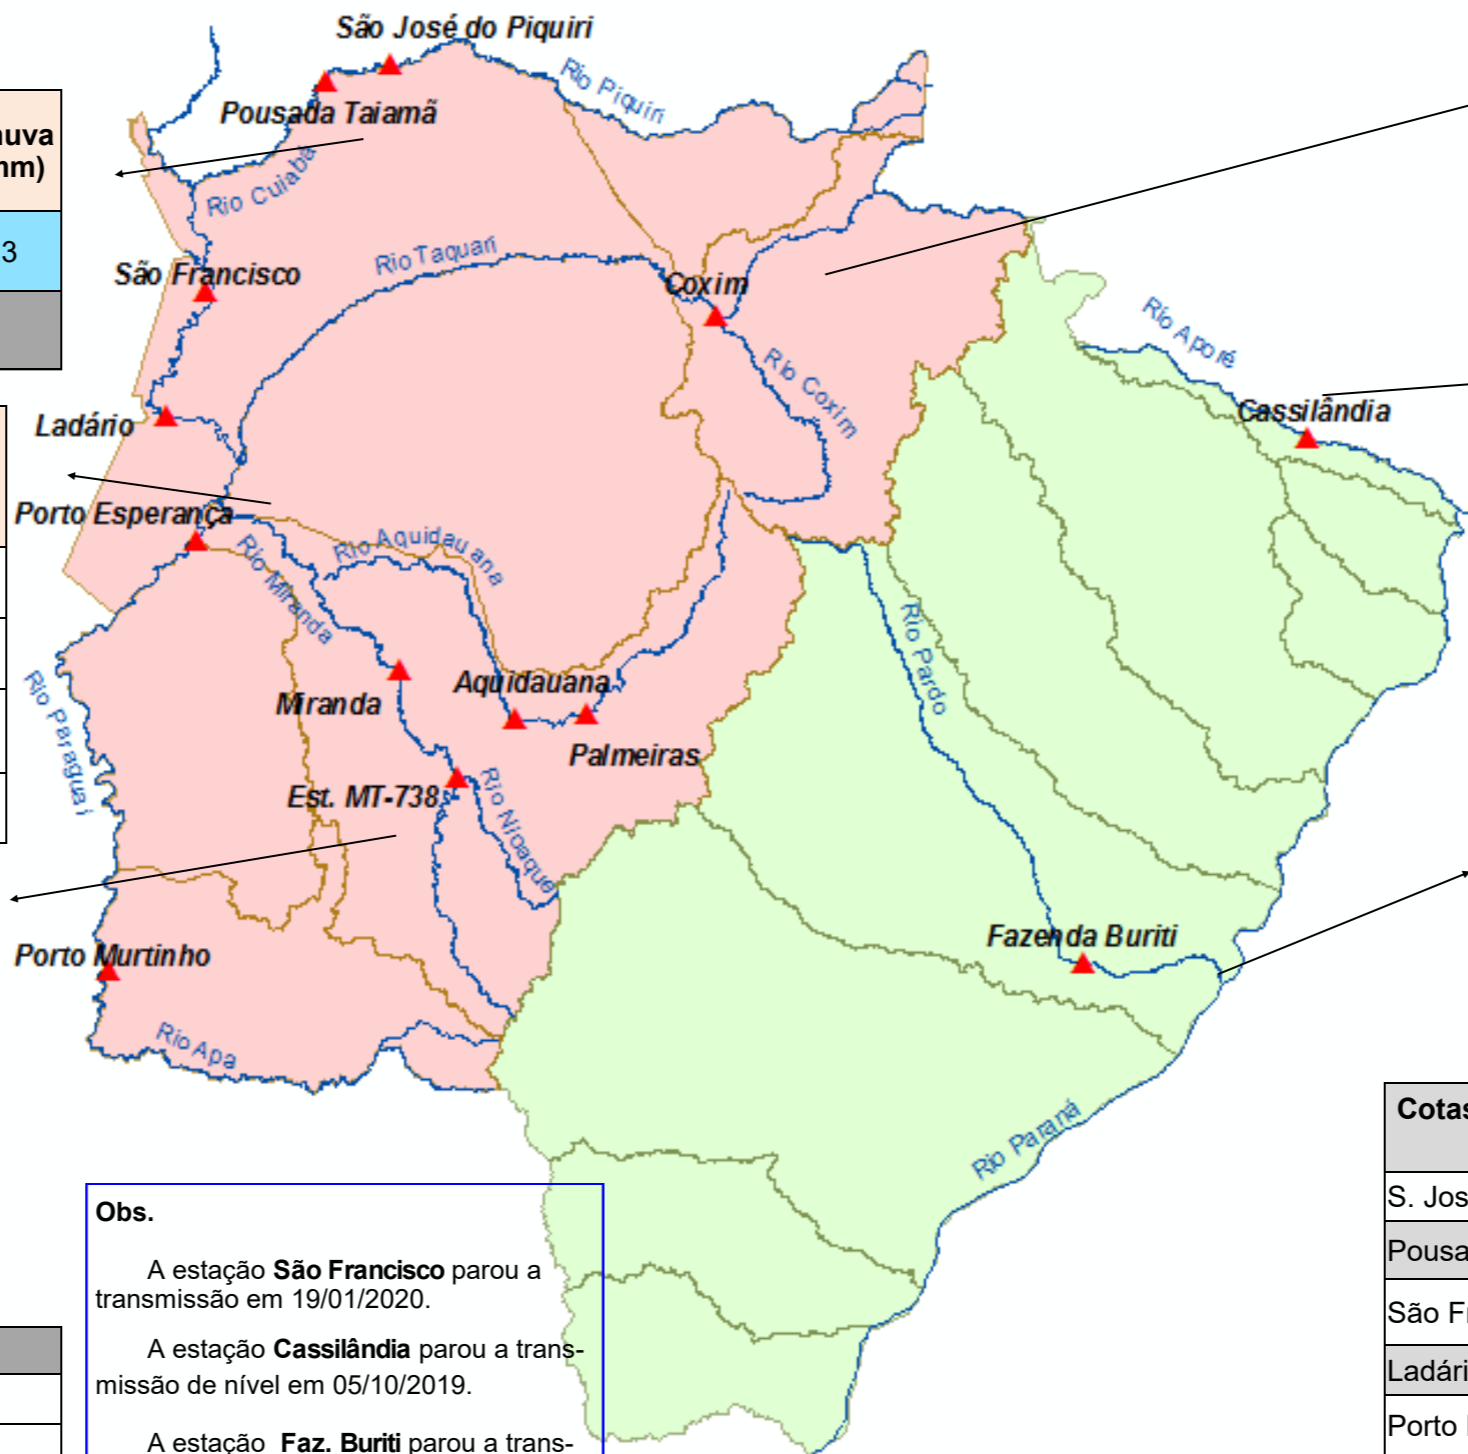 São José do Piquiri
Rio Piquiri
Pousada Taiamã
Rio Cuiabá
3
São Francisco
Rio Taquari
Coxim
Rio Coxim
Rio Aporé
Cassilândia
Ladário
Porto Esperança
Rio Aquidauana
Rio Miranda
Rio Pardo
Aquidauana
Miranda
Palmeiras
Rio Paraguai
Est. MT-738
Rio Nioaque
Fazenda Buriti
Porto Murtinho
Rio Apa
Rio Paraná
Obs.
A estação São Francisco parou a
transmissão em 19/01/2020.
A estação Cassilândia parou a trans-
missão de nível em 05/10/2019.
A estação Faz. Buriti parou a trans-
Cotas
S. Jos
Pousa
São F
Ladári
Porto